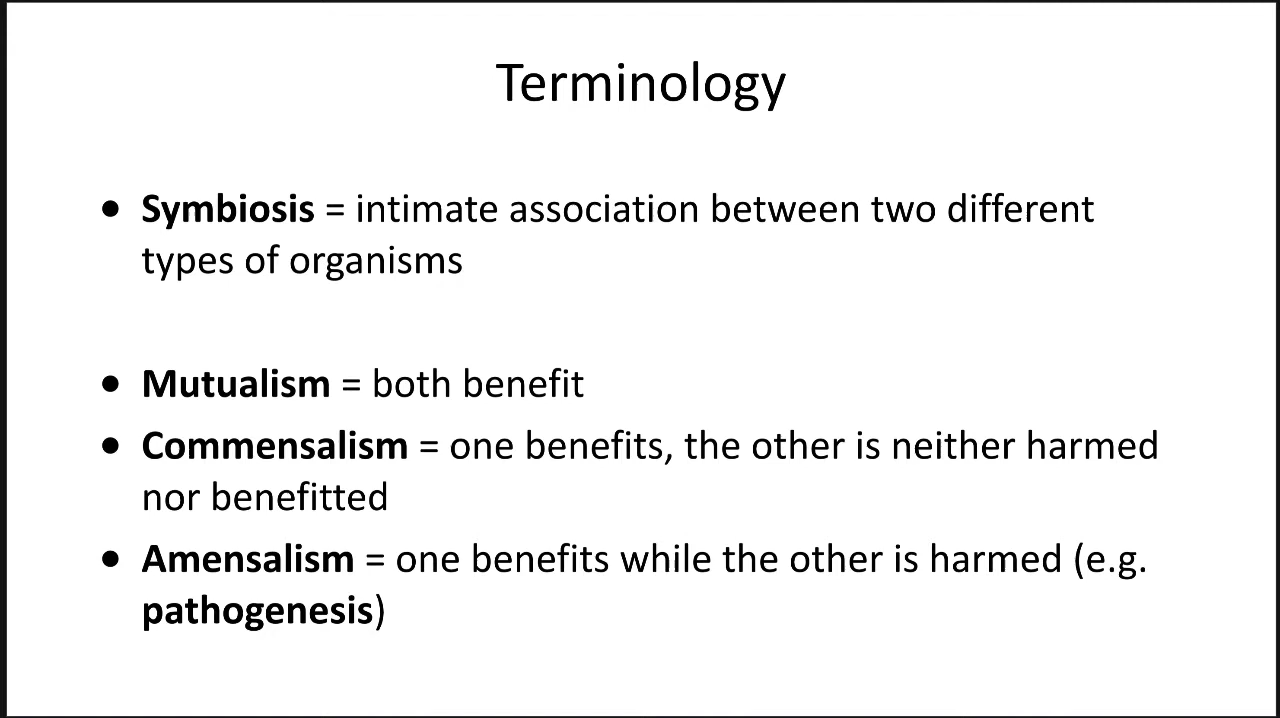 Terminology
• Symbiosis = intimate association between two different
types of organisms
• Mutualism = both benefit
• Commensalism = one benefits, the other is neither harmed
nor benefitted
• Amensalism = one benefits while the other is harmed (e.g.
pathogenesis)